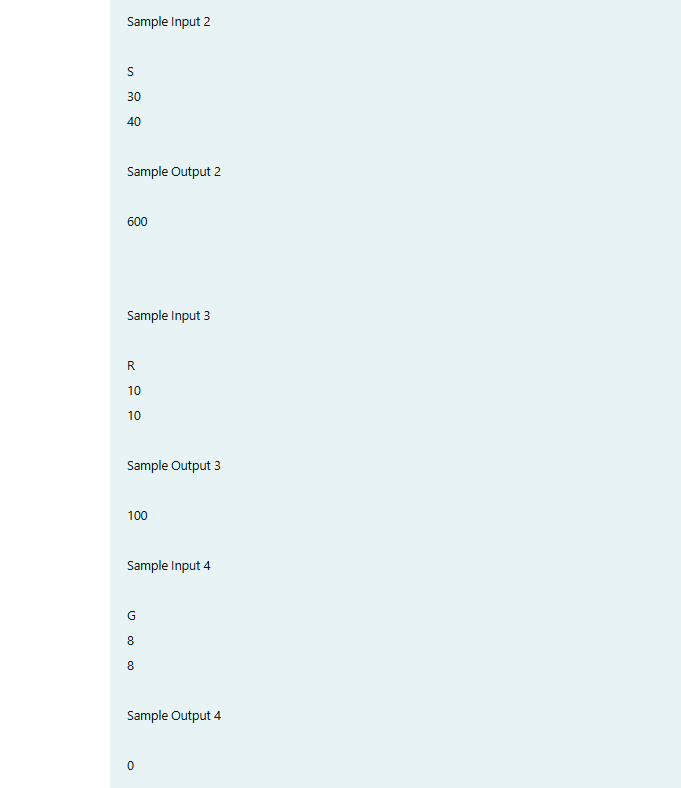 Sample Input 2
S
30
40
Sample Output 2
600
Sample Input 3
R
10
10
Sample Output 3
100
Sample Input 4
G
8
8
Sample Output 4
0